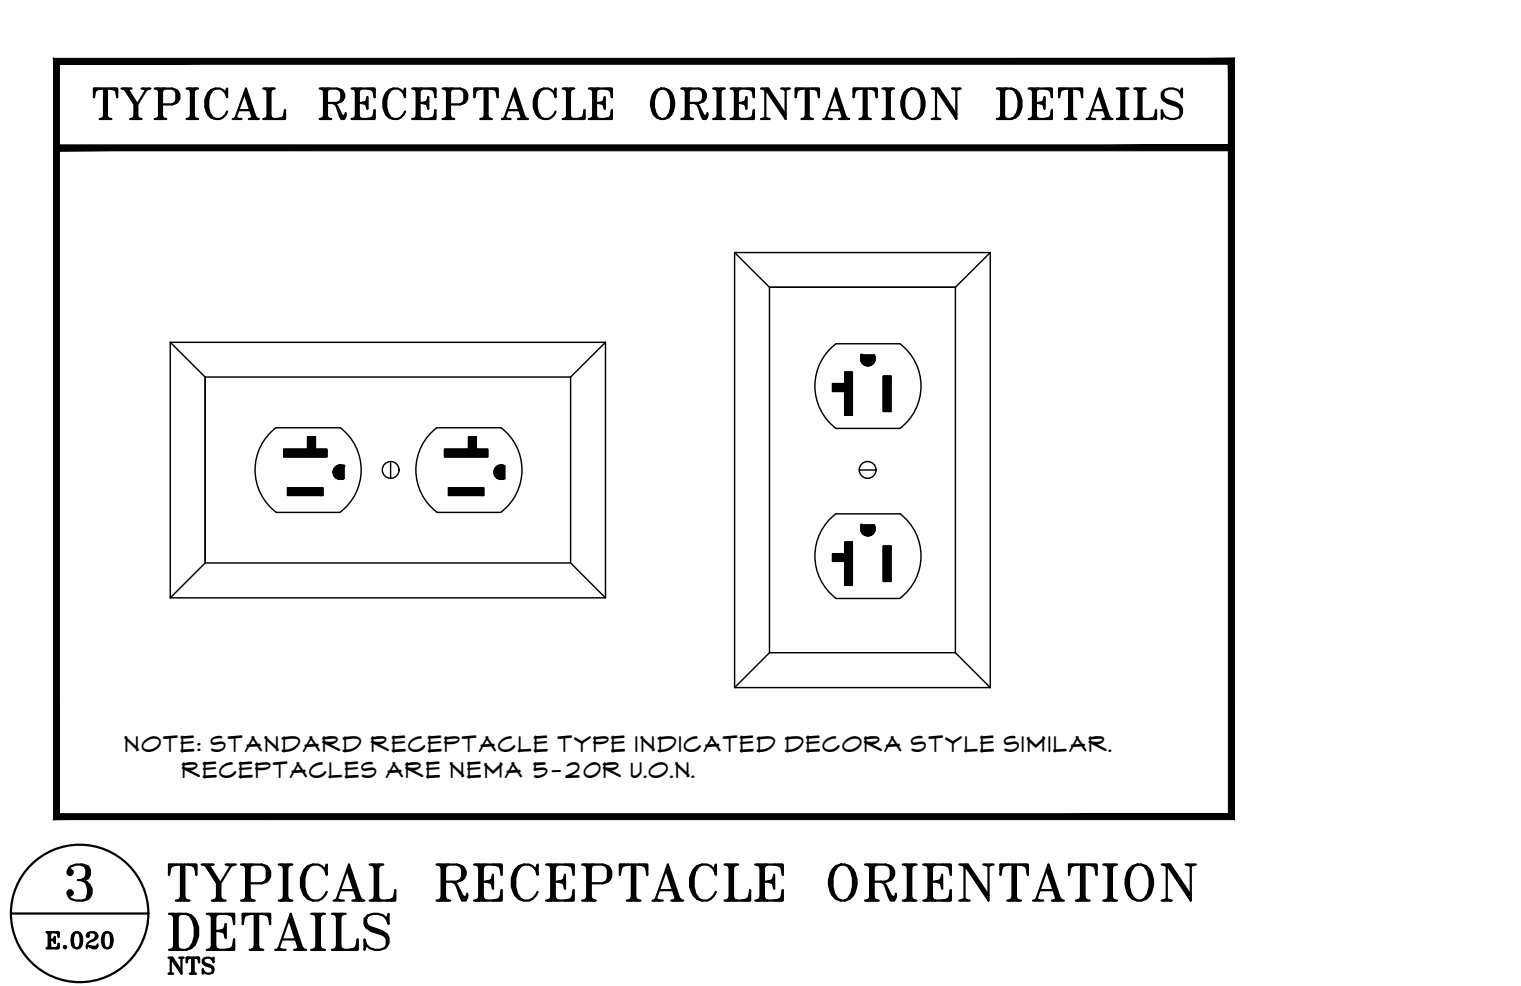 TYPICAL RECEPTACLE ORIENTATION DETAILS
NOTE: STANDARD RECEPTACLE TYPE INDICATED DECORA STYLE SIMILAR.
RECEPTACLES ARE NEMA 5-20R U.O.N.
3
E.020
TYPICAL RECEPTACLE ORIENTATION
DETAILS
NTS